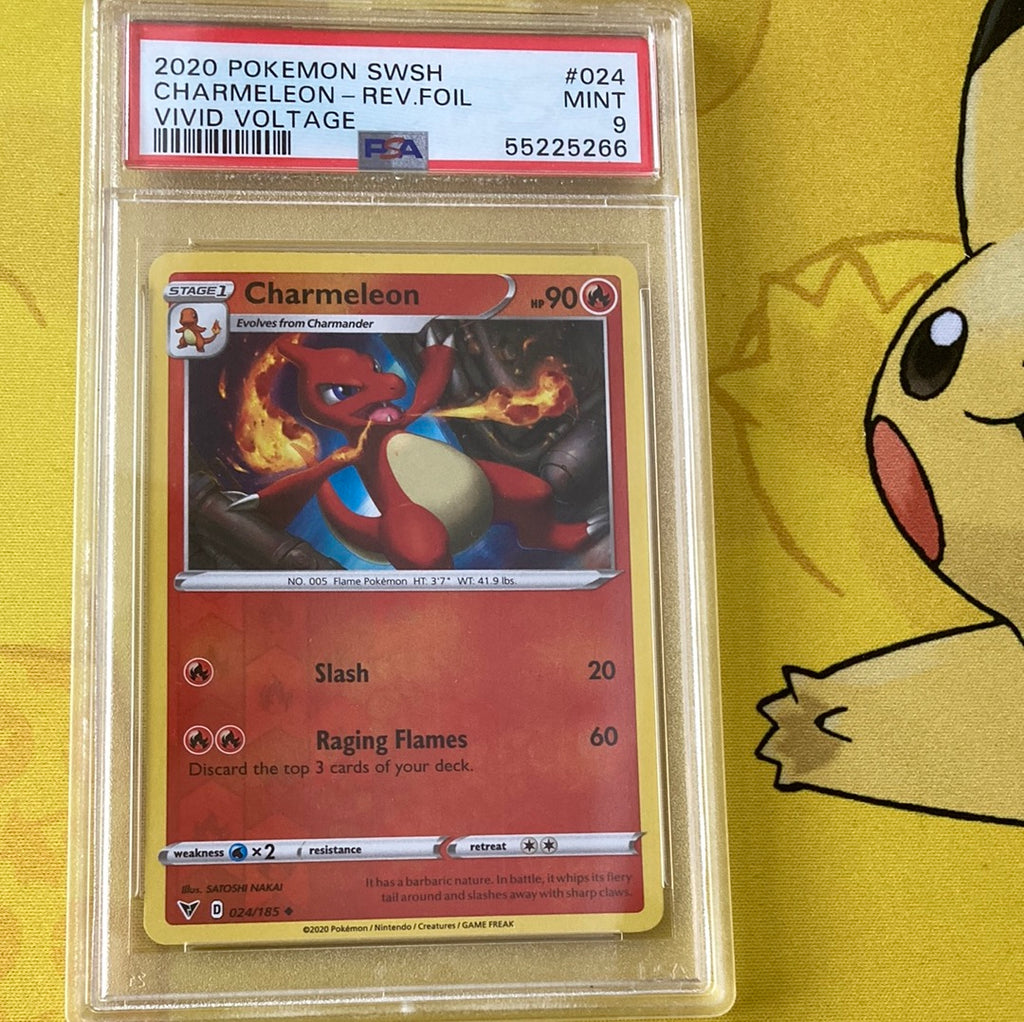 2020 POKEMON SWSH #024
CHARMELEON – REV.FOIL MINT
VIVID VOLTAGE 9
PSA 55225266
STAGE 1 Charmeleon HP 90
Evolves from Charmander
NO. 005 Flame Pokémon HT: 3'7" WT: 41.9 lbs.
Slash 20
Raging Flames 60
Discard the top 3 cards of your deck.
weakness ×2 resistance retreat
Illus. SATOSHI NAKAI
It has a barbaric nature. In battle, it whips its fiery
tail around and slashes away with sharp claws.
D 024/185
©2020 Pokémon / Nintendo / Creatures / GAME FREAK